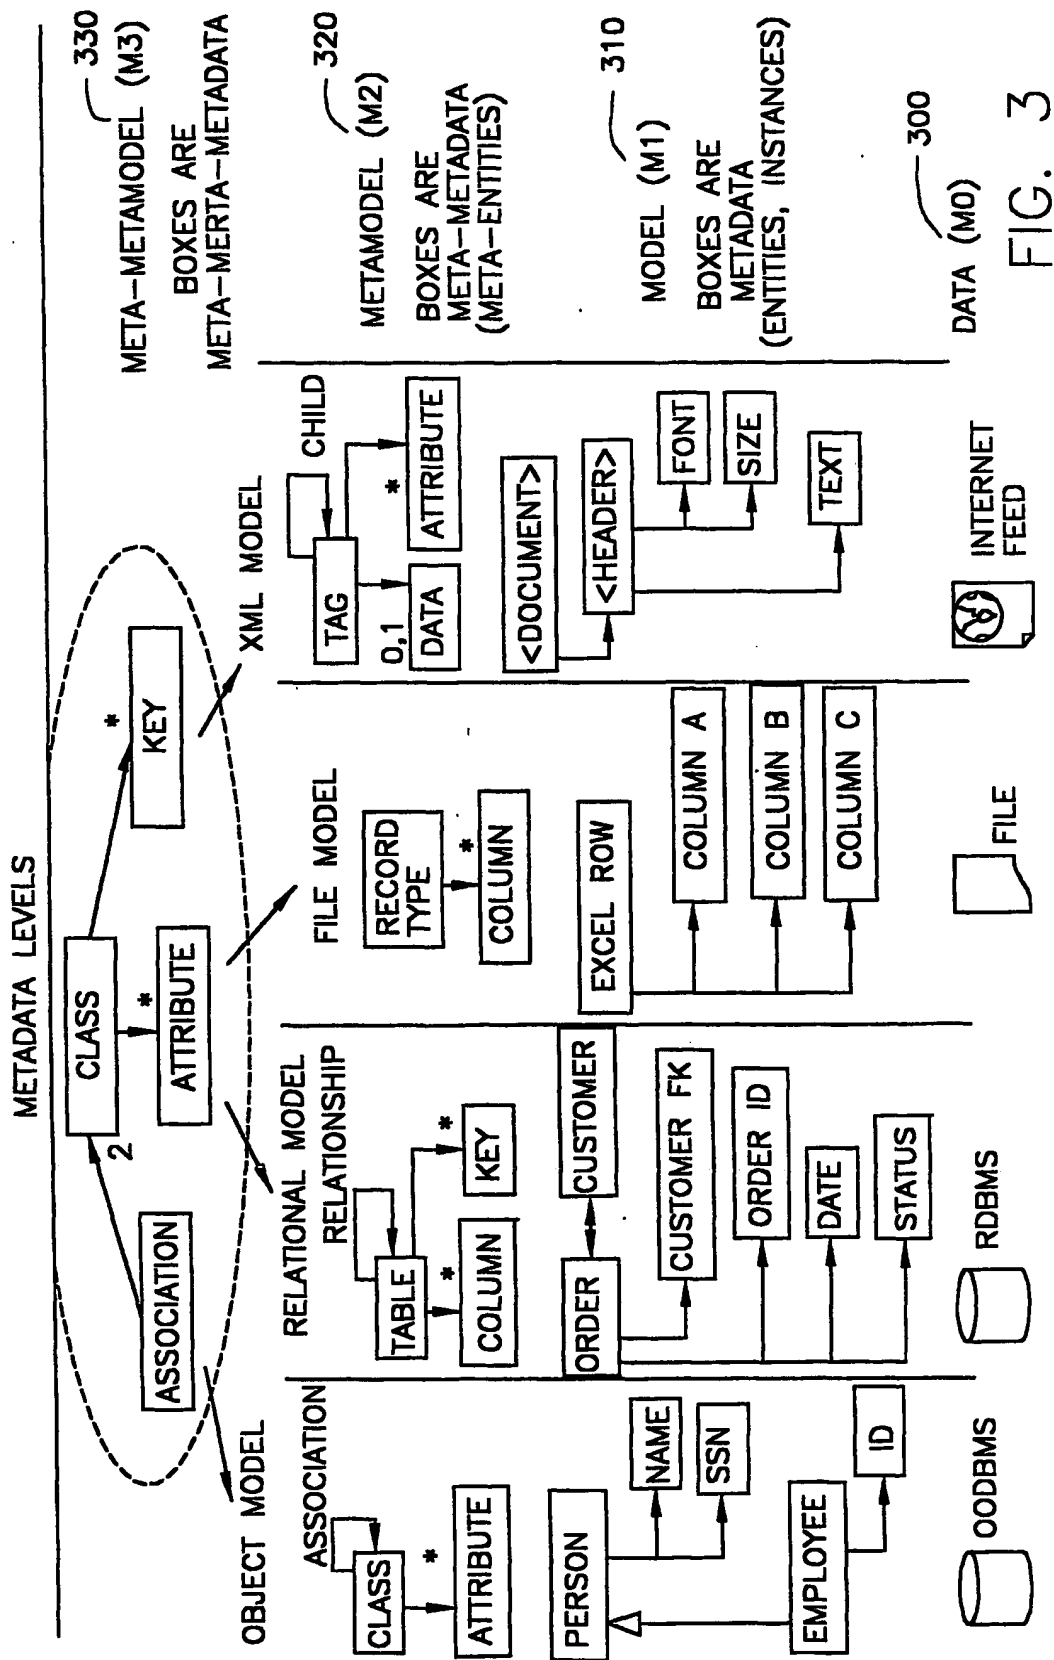 METADATA LEVELS
330
META-METAMODEL (M3)
BOXES ARE
META-MERTA-METADATA
CLASS
2
*
ATTRIBUTE
*
KEY
ASSOCIATION
OBJECT MODEL
RELATIONAL MODEL
FILE MODEL
XML MODEL
320
METAMODEL (M2)
BOXES ARE
META-METADATA
(META-ENTITIES)
ASSOCIATION
CLASS
*
ATTRIBUTE
RELATIONSHIP
TABLE
*
COLUMN
*
KEY
RECORD
TYPE
*
COLUMN
CHILD
TAG
0,1
DATA
*
ATTRIBUTE
310
MODEL (M1)
BOXES ARE
METADATA
(ENTITIES, INSTANCES)
PERSON
NAME
SSN
EMPLOYEE
ID
ORDER
CUSTOMER
CUSTOMER FK
ORDER ID
DATE
STATUS
EXCEL ROW
COLUMN A
COLUMN B
COLUMN C
<DOCUMENT>
<HEADER>
FONT
SIZE
TEXT
300
DATA (M0)
OODBMS
RDBMS
FILE
INTERNET
FEED
FIG. 3